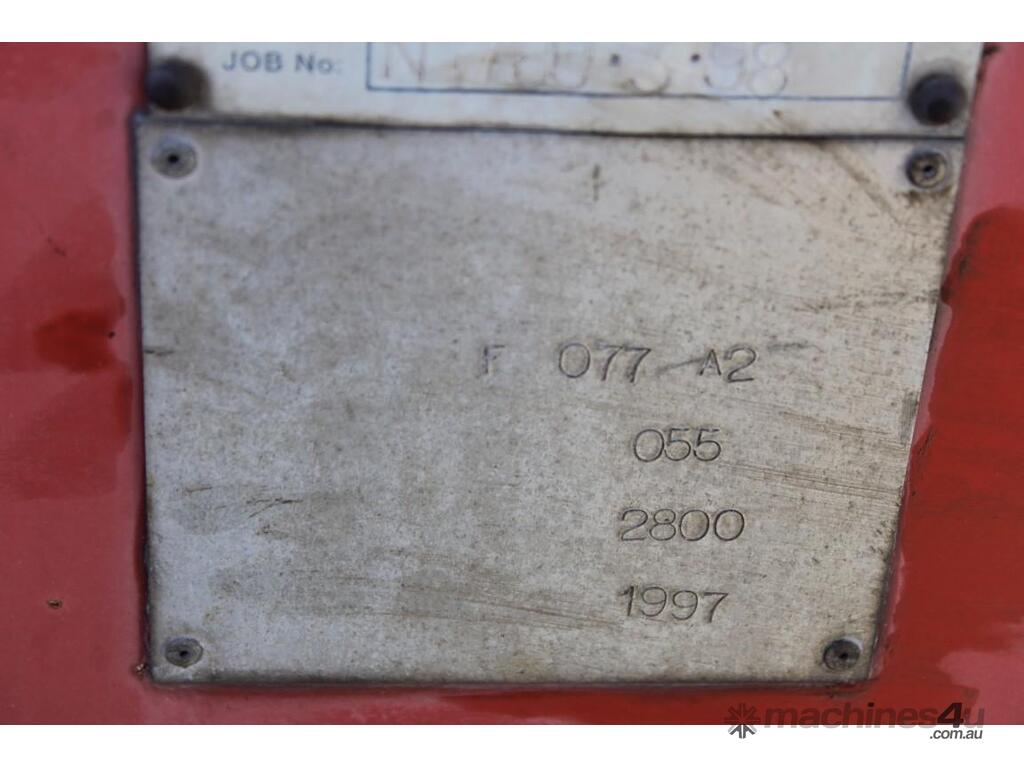 JOB No:
F 077 A2
055
2800
1997
machines4u
.com.au